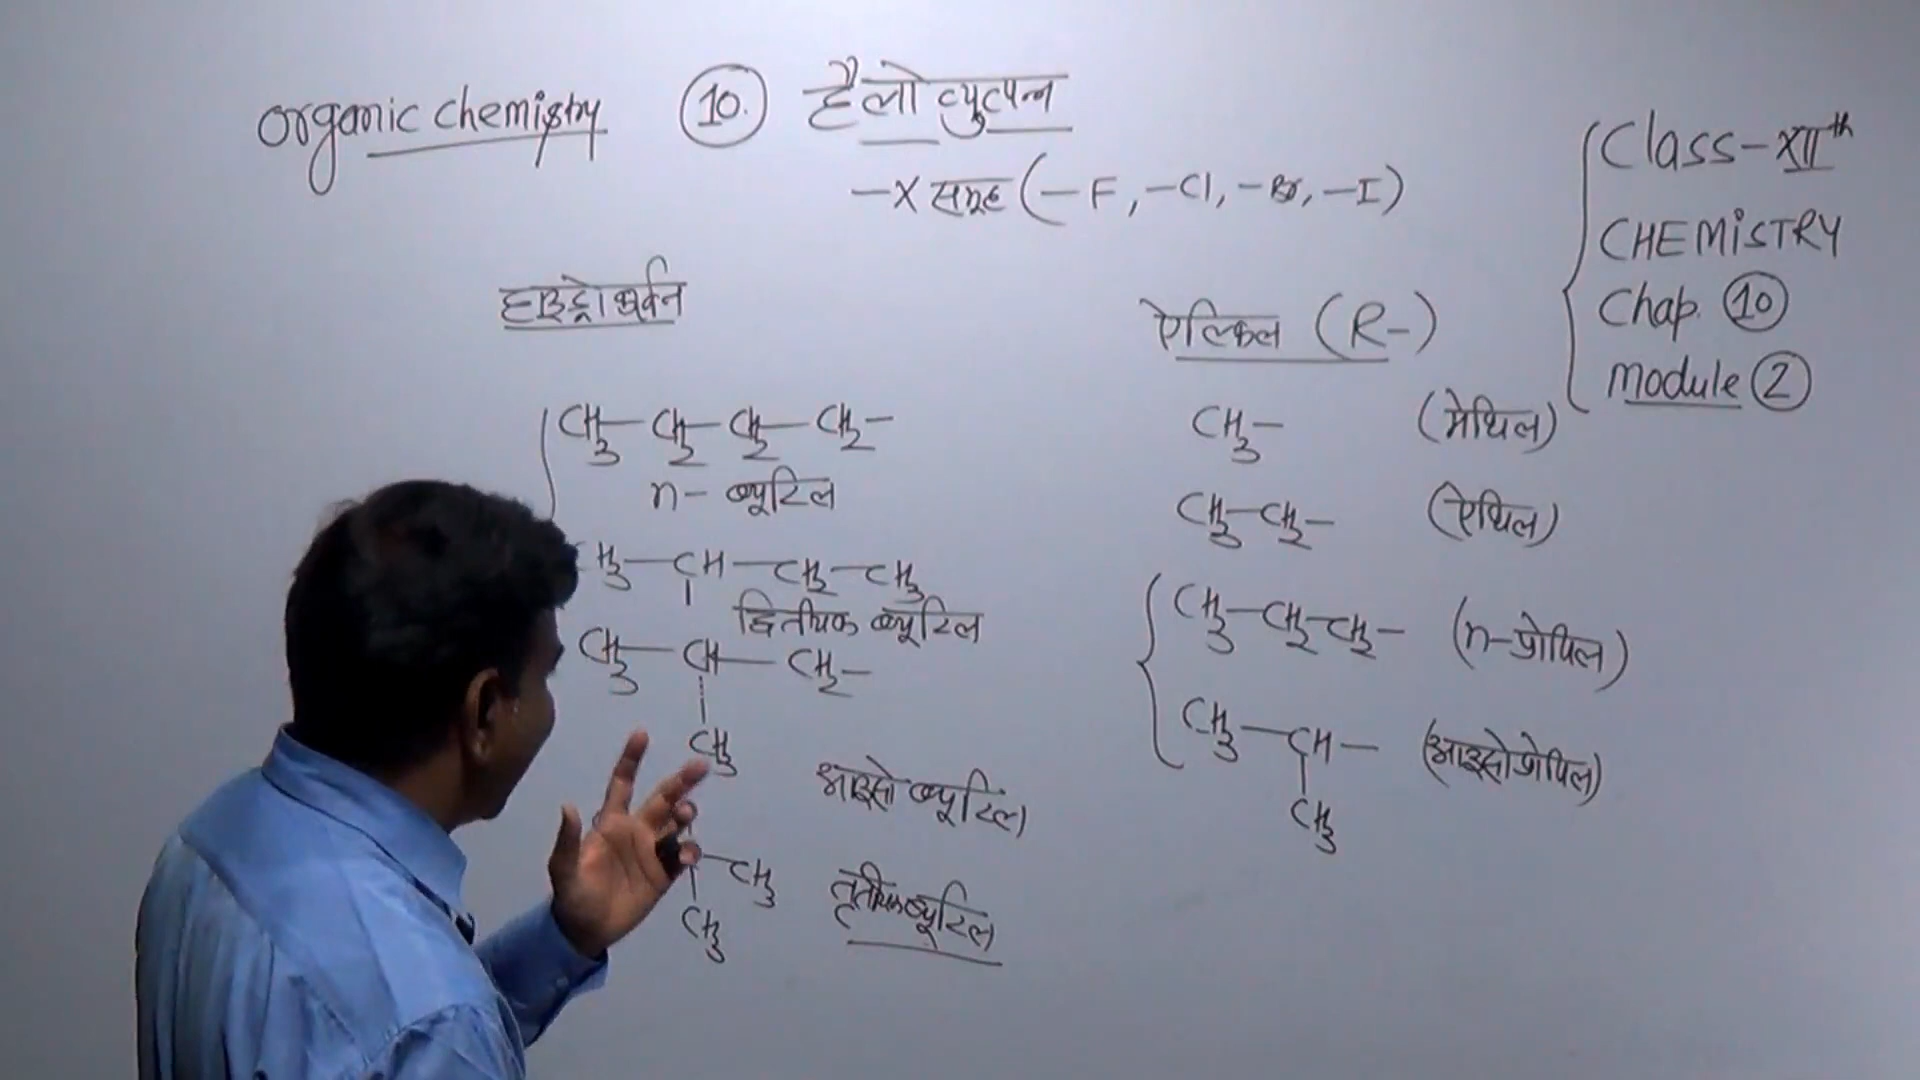 organic chemistry 10. हैलो व्युत्पन्न
-X समूह (-F, -Cl, -Br, -I)
Class-XIIth
CHEMISTRY
Chap. 10
Module 2
हाइड्रोकार्बन
CH3-CH2-CH2-CH2-
n-ब्यूटिल
CH3-CH-CH2-CH3
द्वितीयक ब्यूटिल
CH3-CH-CH2-
CH3
आइसो ब्यूटिल
-CH3
CH3
तृतीयक ब्यूटिल
ऐल्किल (R-)
CH3- (मेथिल)
CH3-CH2- (ऐथिल)
CH3-CH2-CH2- (n-प्रोपिल)
CH3-CH- (आइसोप्रोपिल)
CH3